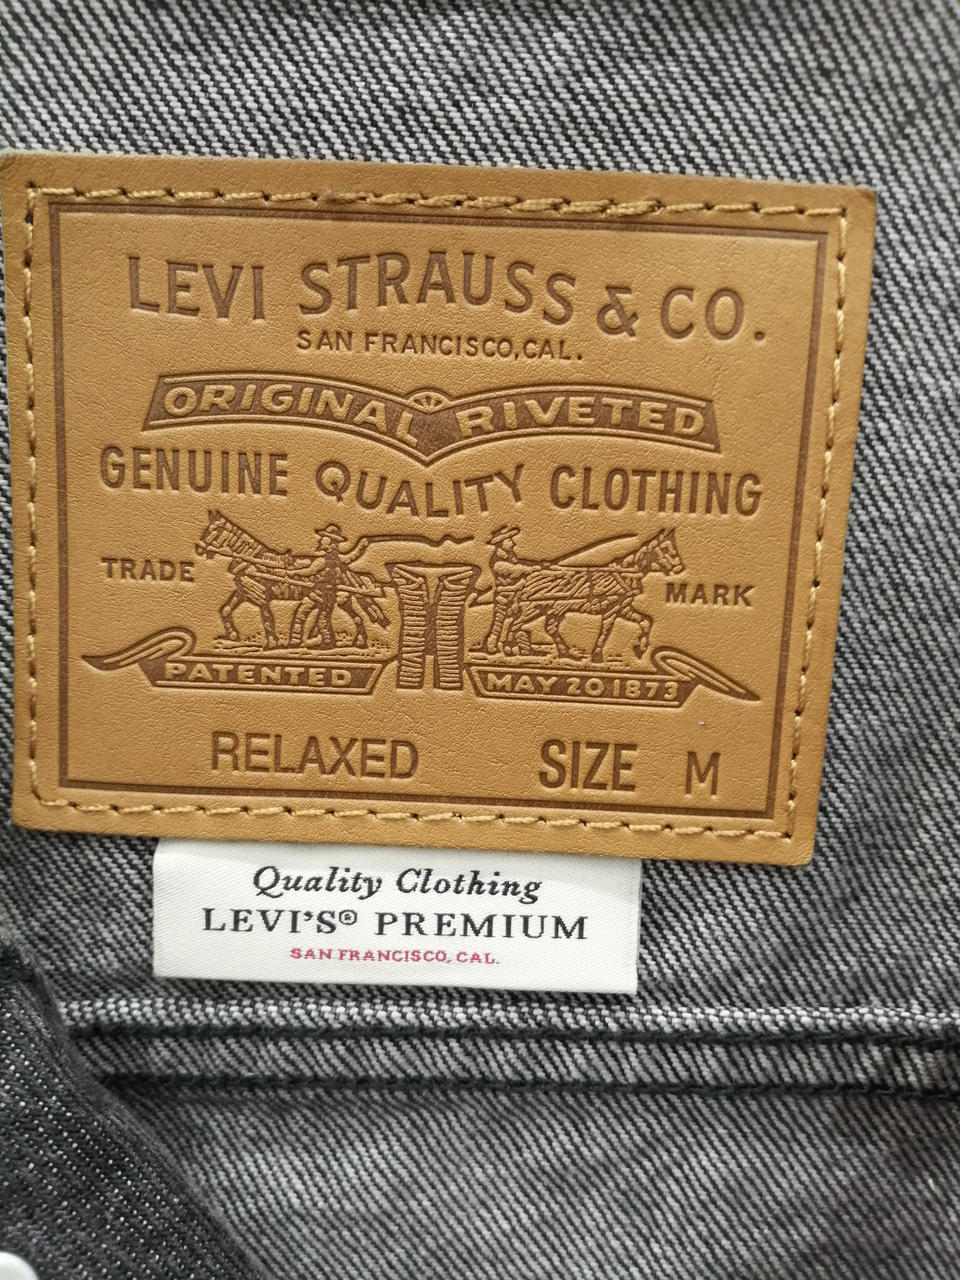 LEVI STRAUSS & CO.
SAN FRANCISCO, CAL.
ORIGINAL RIVETED
GENUINE QUALITY CLOTHING
TRADE MARK
PATENTED MAY 20 1873
RELAXED SIZE M
Quality Clothing
LEVI'S® PREMIUM
SAN FRANCISCO, CAL.